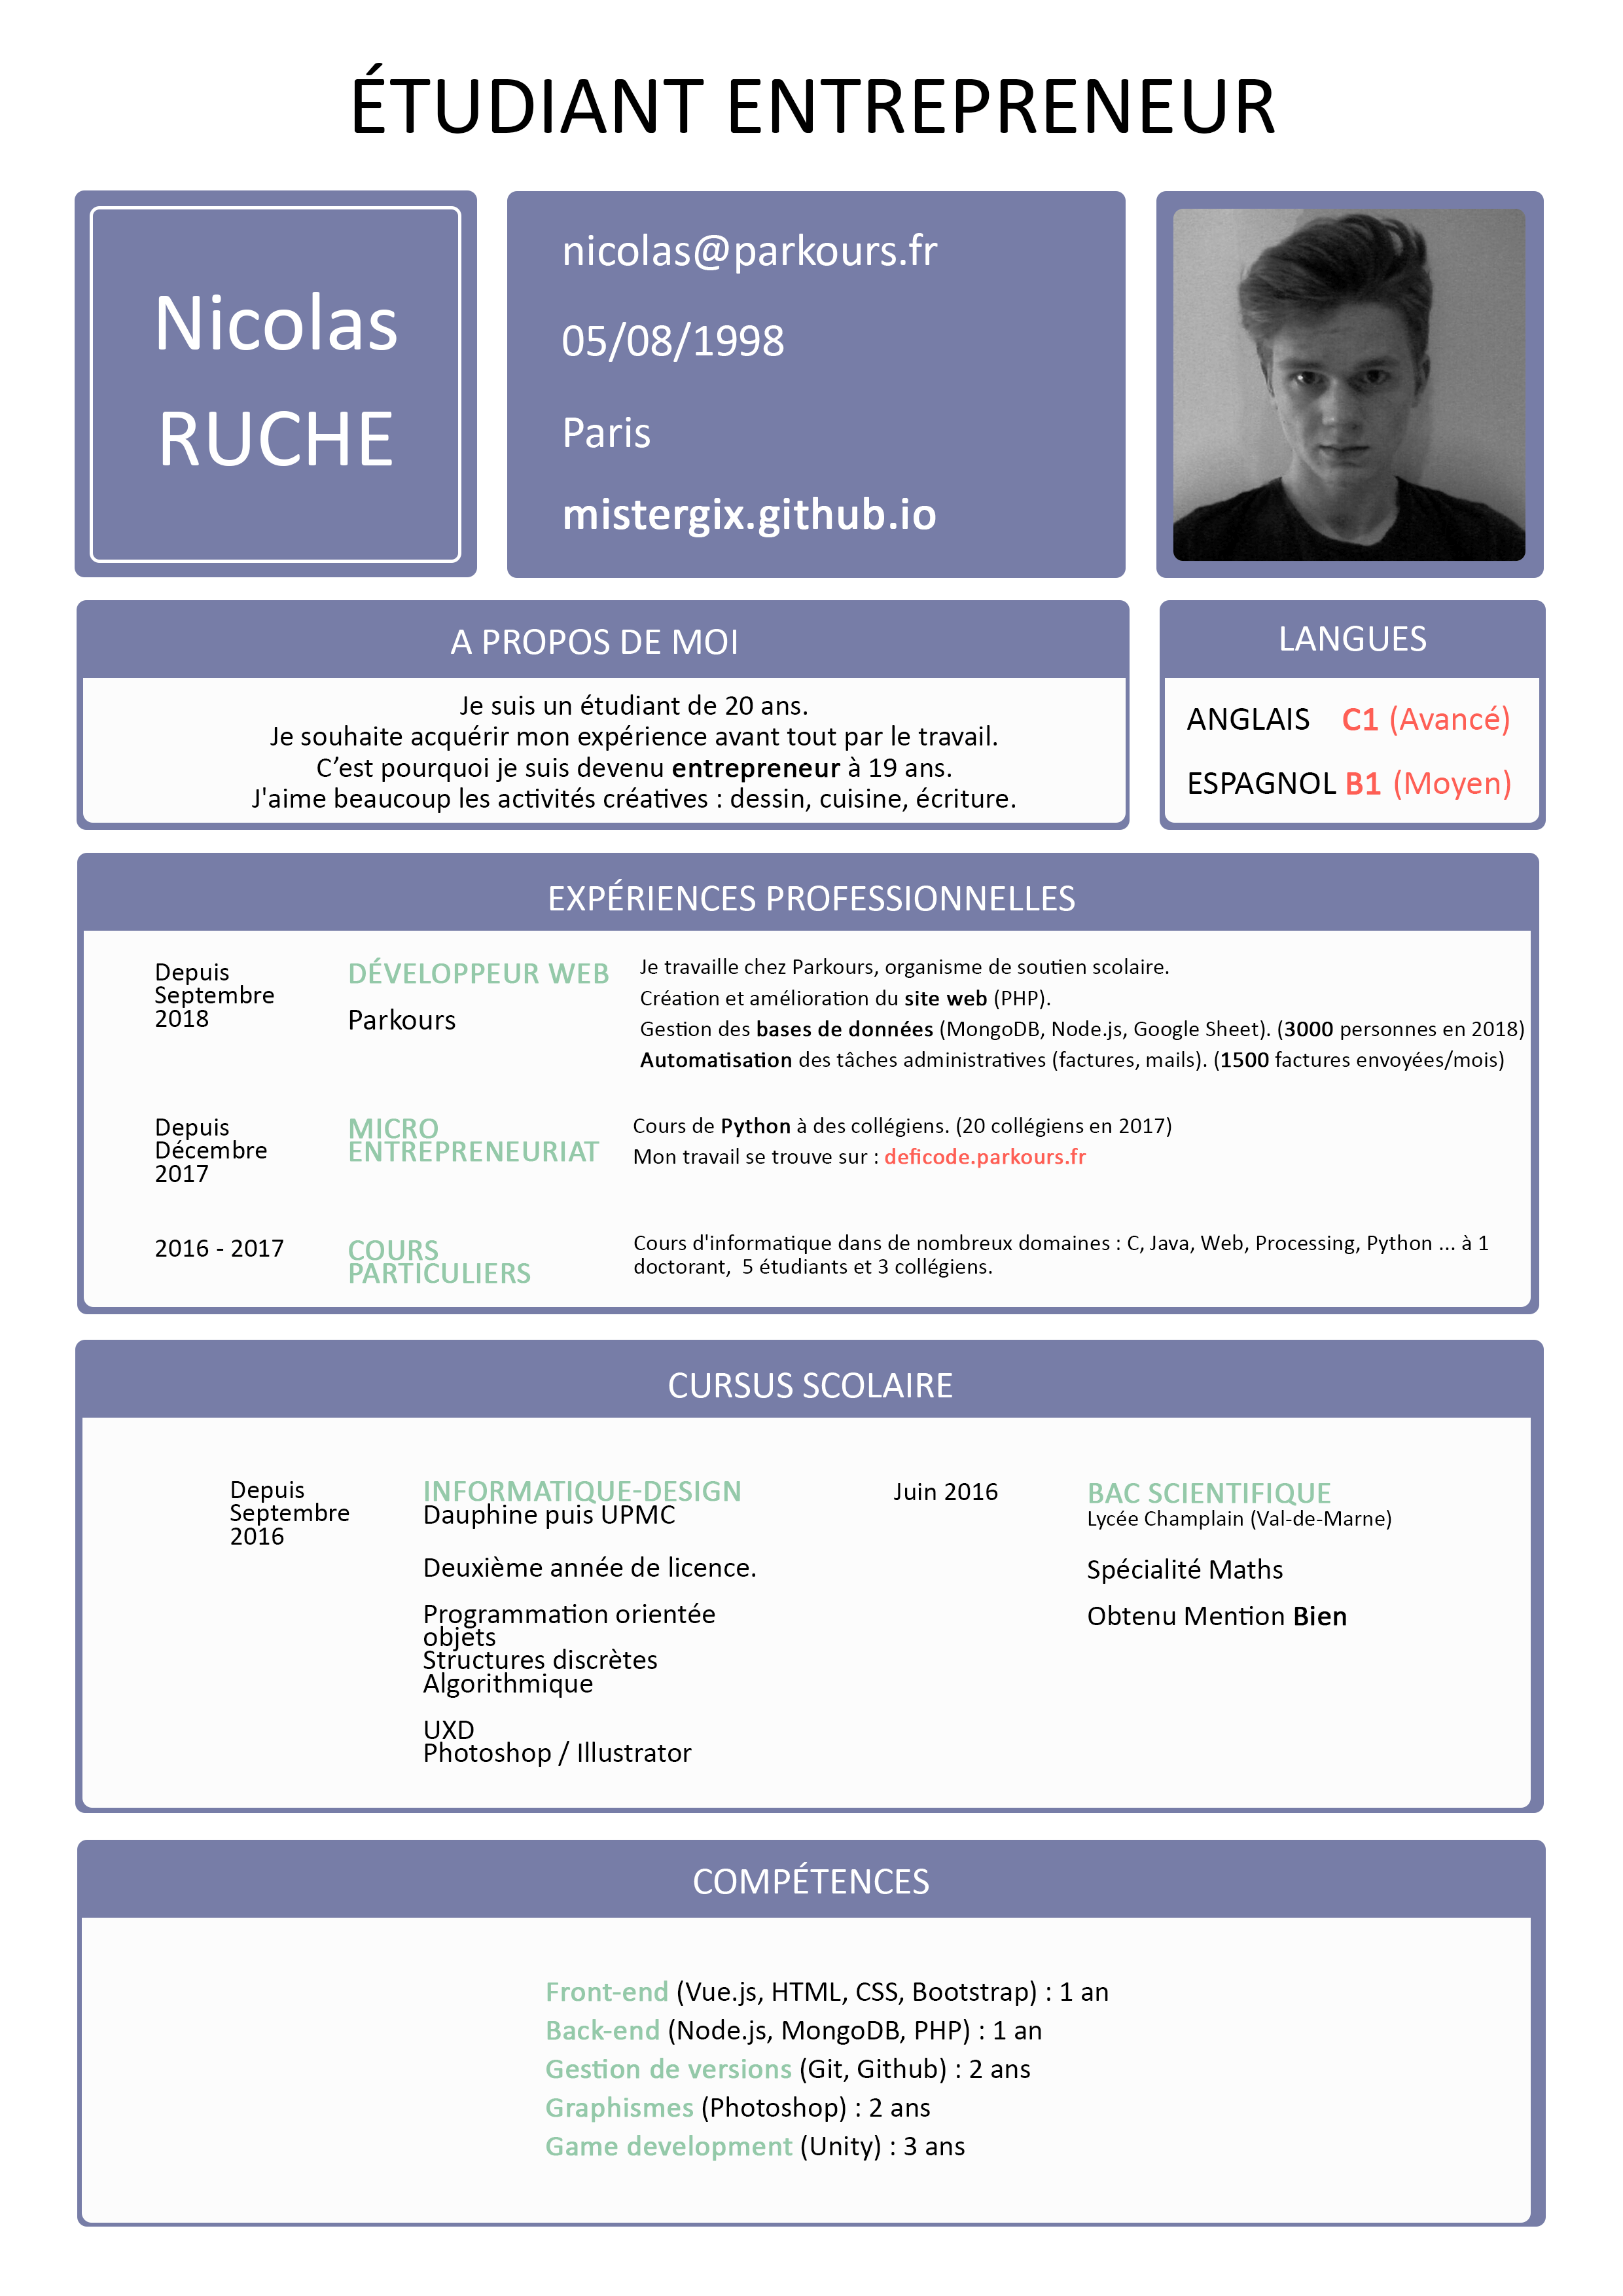 ÉTUDIANT ENTREPRENEUR
Nicolas
RUCHE
nicolas@parkours.fr
05/08/1998
Paris
mistergix.github.io
A PROPOS DE MOI
Je suis un étudiant de 20 ans.
Je souhaite acquérir mon expérience avant tout par le travail.
C’est pourquoi je suis devenu entrepreneur à 19 ans.
J'aime beaucoup les activités créatives : dessin, cuisine, écriture.
LANGUES
ANGLAIS C1 (Avancé)
ESPAGNOL B1 (Moyen)
EXPÉRIENCES PROFESSIONNELLES
Depuis
Septembre
2018
DÉVELOPPEUR WEB
Parkours
Je travaille chez Parkours, organisme de soutien scolaire.
Création et amélioration du site web (PHP).
Gestion des bases de données (MongoDB, Node.js, Google Sheet). (3000 personnes en 2018)
Automatisation des tâches administratives (factures, mails). (1500 factures envoyées/mois)
Depuis
Décembre
2017
MICRO
ENTREPRENEURIAT
Cours de Python à des collégiens. (20 collégiens en 2017)
Mon travail se trouve sur : deficode.parkours.fr
2016 - 2017
COURS
PARTICULIERS
Cours d'informatique dans de nombreux domaines : C, Java, Web, Processing, Python ... à 1
doctorant, 5 étudiants et 3 collégiens.
CURSUS SCOLAIRE
Depuis
Septembre
2016
INFORMATIQUE-DESIGN
Dauphine puis UPMC
Deuxième année de licence.
Programmation orientée
objets
Structures discrètes
Algorithmique
UXD
Photoshop / Illustrator
Juin 2016
BAC SCIENTIFIQUE
Lycée Champlain (Val-de-Marne)
Spécialité Maths
Obtenu Mention Bien
COMPÉTENCES
Front-end (Vue.js, HTML, CSS, Bootstrap) : 1 an
Back-end (Node.js, MongoDB, PHP) : 1 an
Gestion de versions (Git, Github) : 2 ans
Graphismes (Photoshop) : 2 ans
Game development (Unity) : 3 ans